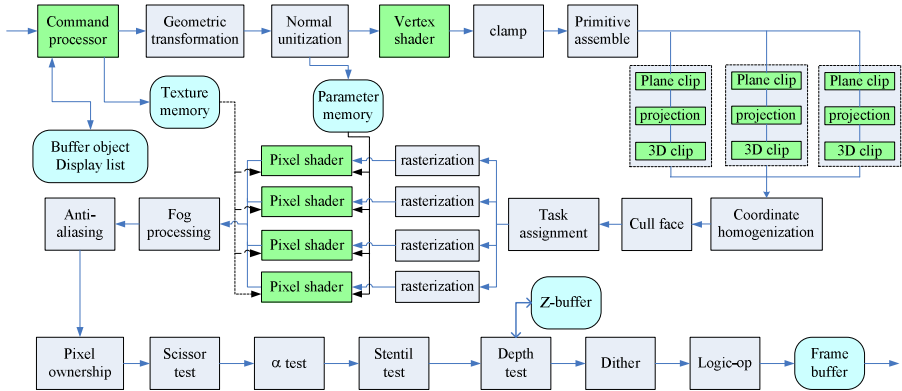 Command
processor
Geometric
transformation
Normal
unitization
Vertex
shader
clamp
Primitive
assemble
Plane clip
projection
3D clip
Plane clip
projection
3D clip
Plane clip
projection
3D clip
Texture
memory
Parameter
memory
Buffer object
Display list
Pixel shader
rasterization
Pixel shader
rasterization
Pixel shader
rasterization
Pixel shader
rasterization
Anti-
aliasing
Fog
processing
Task
assignment
Cull face
Coordinate
homogenization
Z-buffer
Pixel
ownership
Scissor
test
α test
Stentil
test
Depth
test
Dither
Logic-op
Frame
buffer